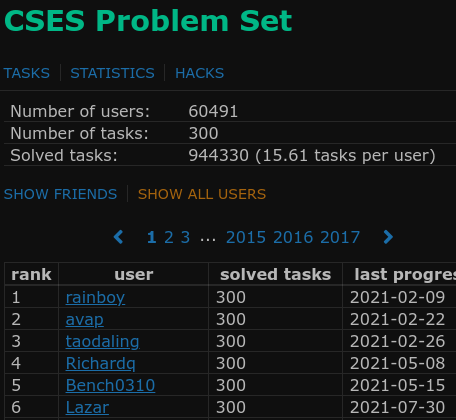 CSES Problem Set
TASKS STATISTICS HACKS
Number of users: 60491
Number of tasks: 300
Solved tasks: 944330 (15.61 tasks per user)
SHOW FRIENDS SHOW ALL USERS
1 2 3 ... 2015 2016 2017
rank user solved tasks last progres
1 rainboy 300 2021-02-09
2 avap 300 2021-02-22
3 taodaling 300 2021-02-26
4 Richardq 300 2021-05-08
5 Bench0310 300 2021-05-15
6 Lazar 300 2021-07-30